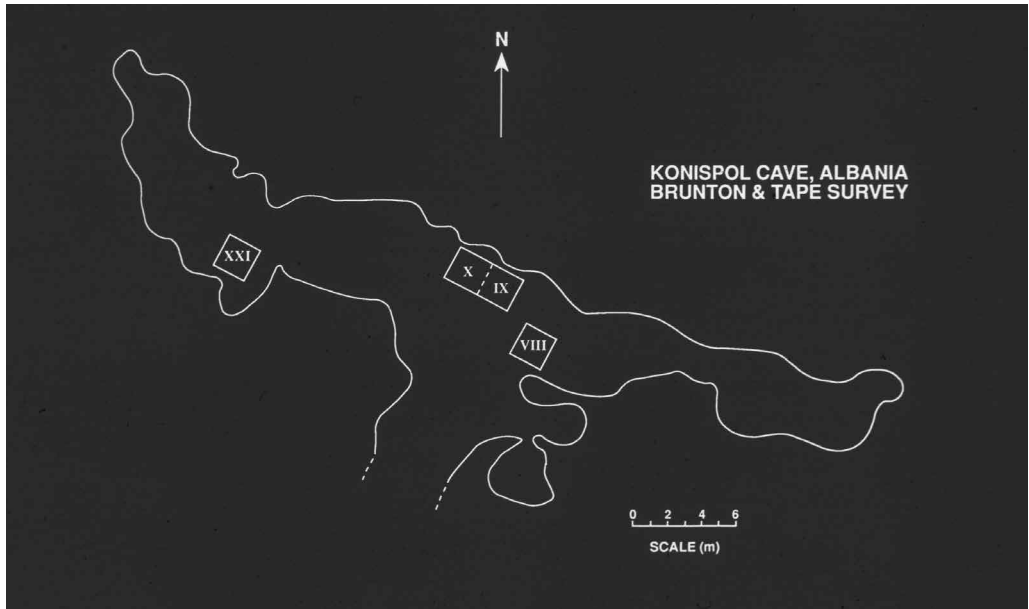 N
KONISPOL CAVE, ALBANIA
BRUNTON & TAPE SURVEY
XXI
X
IX
VIII
0 2 4 6
SCALE (m)